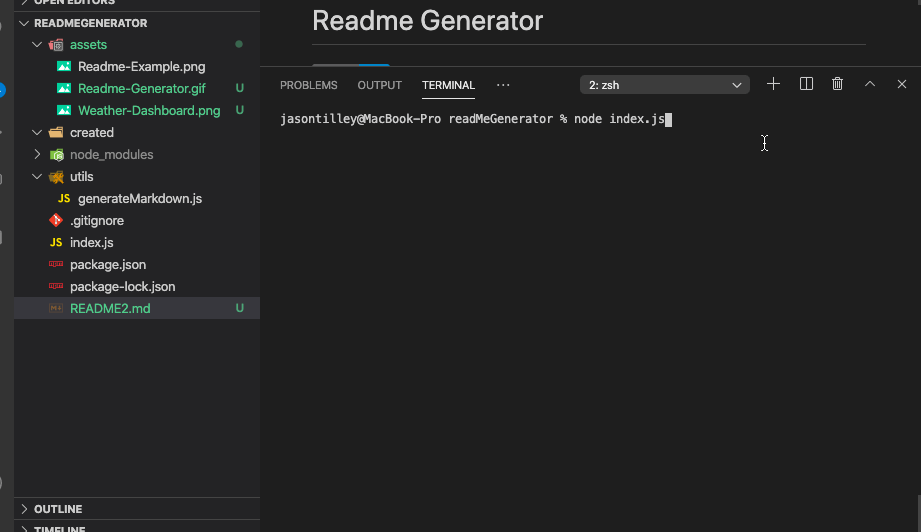 OPEN EDITORS
READMEGENERATOR
assets
Readme-Example.png
Readme-Generator.gif U
Weather-Dashboard.png U
created
node_modules
utils
JS generateMarkdown.js
.gitignore
JS index.js
package.json
package-lock.json
README2.md U
OUTLINE
TIMELINE
Readme Generator
PROBLEMS OUTPUT TERMINAL ... 2: zsh
jasontilley@MacBook-Pro readMeGenerator % node index.js